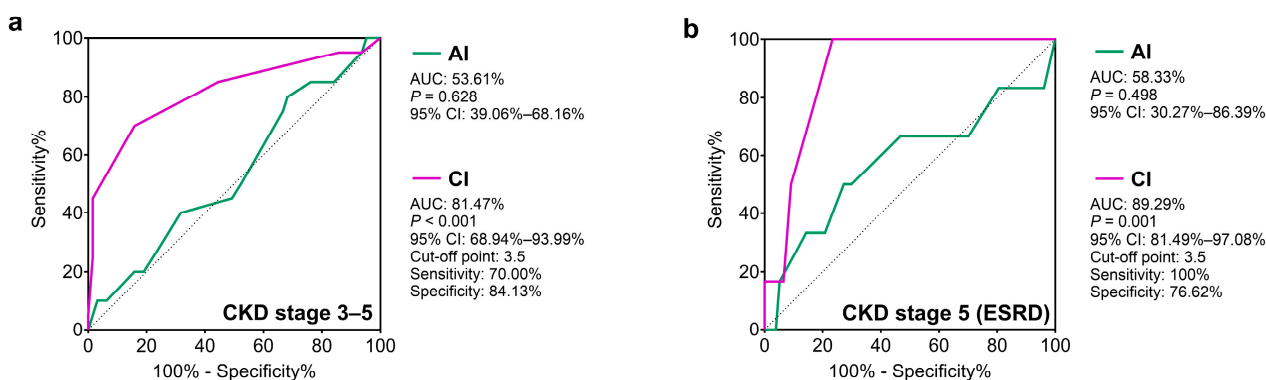 a
100
80
60
40
20
0
Sensitivity%
0 20 40 60 80 100
100% - Specificity%
CKD stage 3–5
AI
AUC: 53.61%
P = 0.628
95% CI: 39.06%–68.16%
CI
AUC: 81.47%
P < 0.001
95% CI: 68.94%–93.99%
Cut-off point: 3.5
Sensitivity: 70.00%
Specificity: 84.13%
b
100
80
60
40
20
0
Sensitivity%
0 20 40 60 80 100
100% - Specificity%
CKD stage 5 (ESRD)
AI
AUC: 58.33%
P = 0.498
95% CI: 30.27%–86.39%
CI
AUC: 89.29%
P = 0.001
95% CI: 81.49%–97.08%
Cut-off point: 3.5
Sensitivity: 100%
Specificity: 76.62%